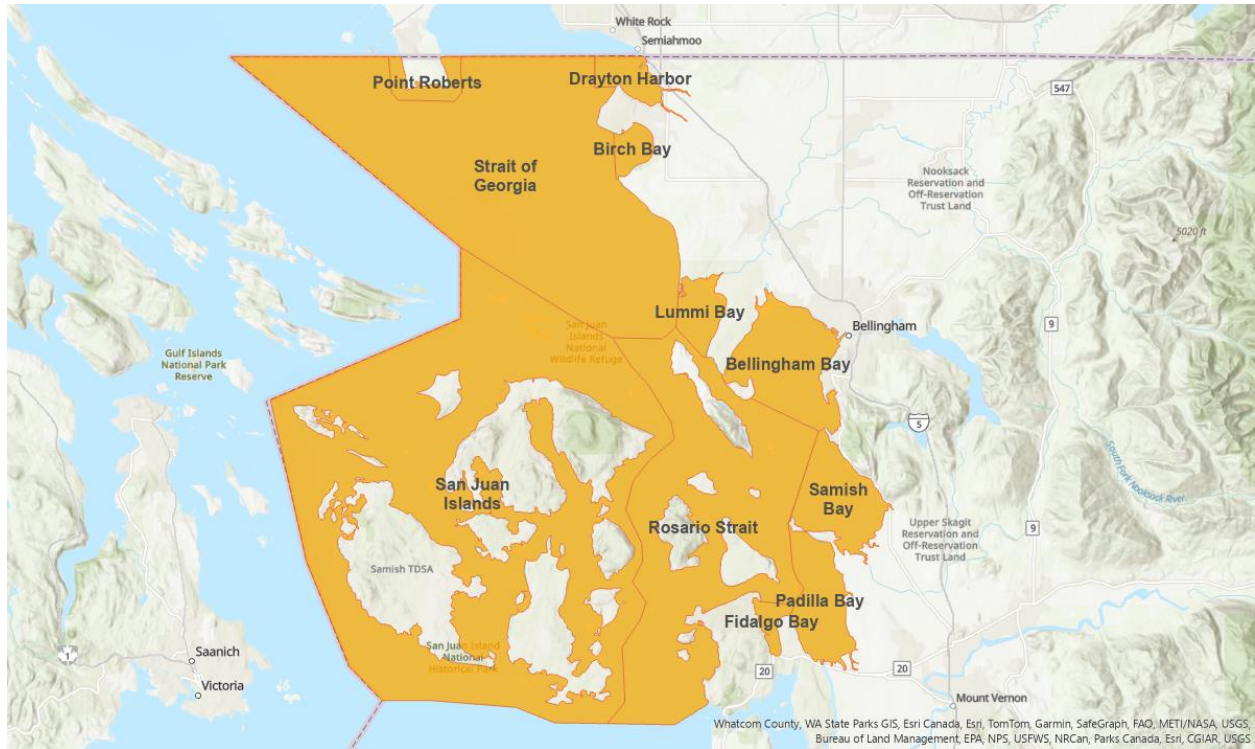 White Rock
Semiahmoo
Point Roberts
Drayton Harbor
547
Birch Bay
Strait of
Georgia
Nooksack
Reservation and
Off-Reservation
Trust Land
5020 ft
Lummi Bay
Bellingham
9
San Juan
Islands
National
Wildlife Refuge
Gulf Islands
National Park
Reserve
Bellingham Bay
5
South Fork Nooksack River
San Juan
Islands
Samish
Bay
Rosario Strait
9
Upper Skagit
Reservation and
Off-Reservation
Trust Land
Samish TDSA
Padilla Bay
Fidalgo Bay
San Juan Island
National
Historical Park
Saanich
1
20
20
Victoria
Mount Vernon
Whatcom County, WA State Parks GIS, Esri Canada, Esri, TomTom, Garmin, SafeGraph, FAO, METI/NASA, USGS,
Bureau of Land Management, EPA, NPS, USFWS, NRCan, Parks Canada, Esri, CGIAR, USGS